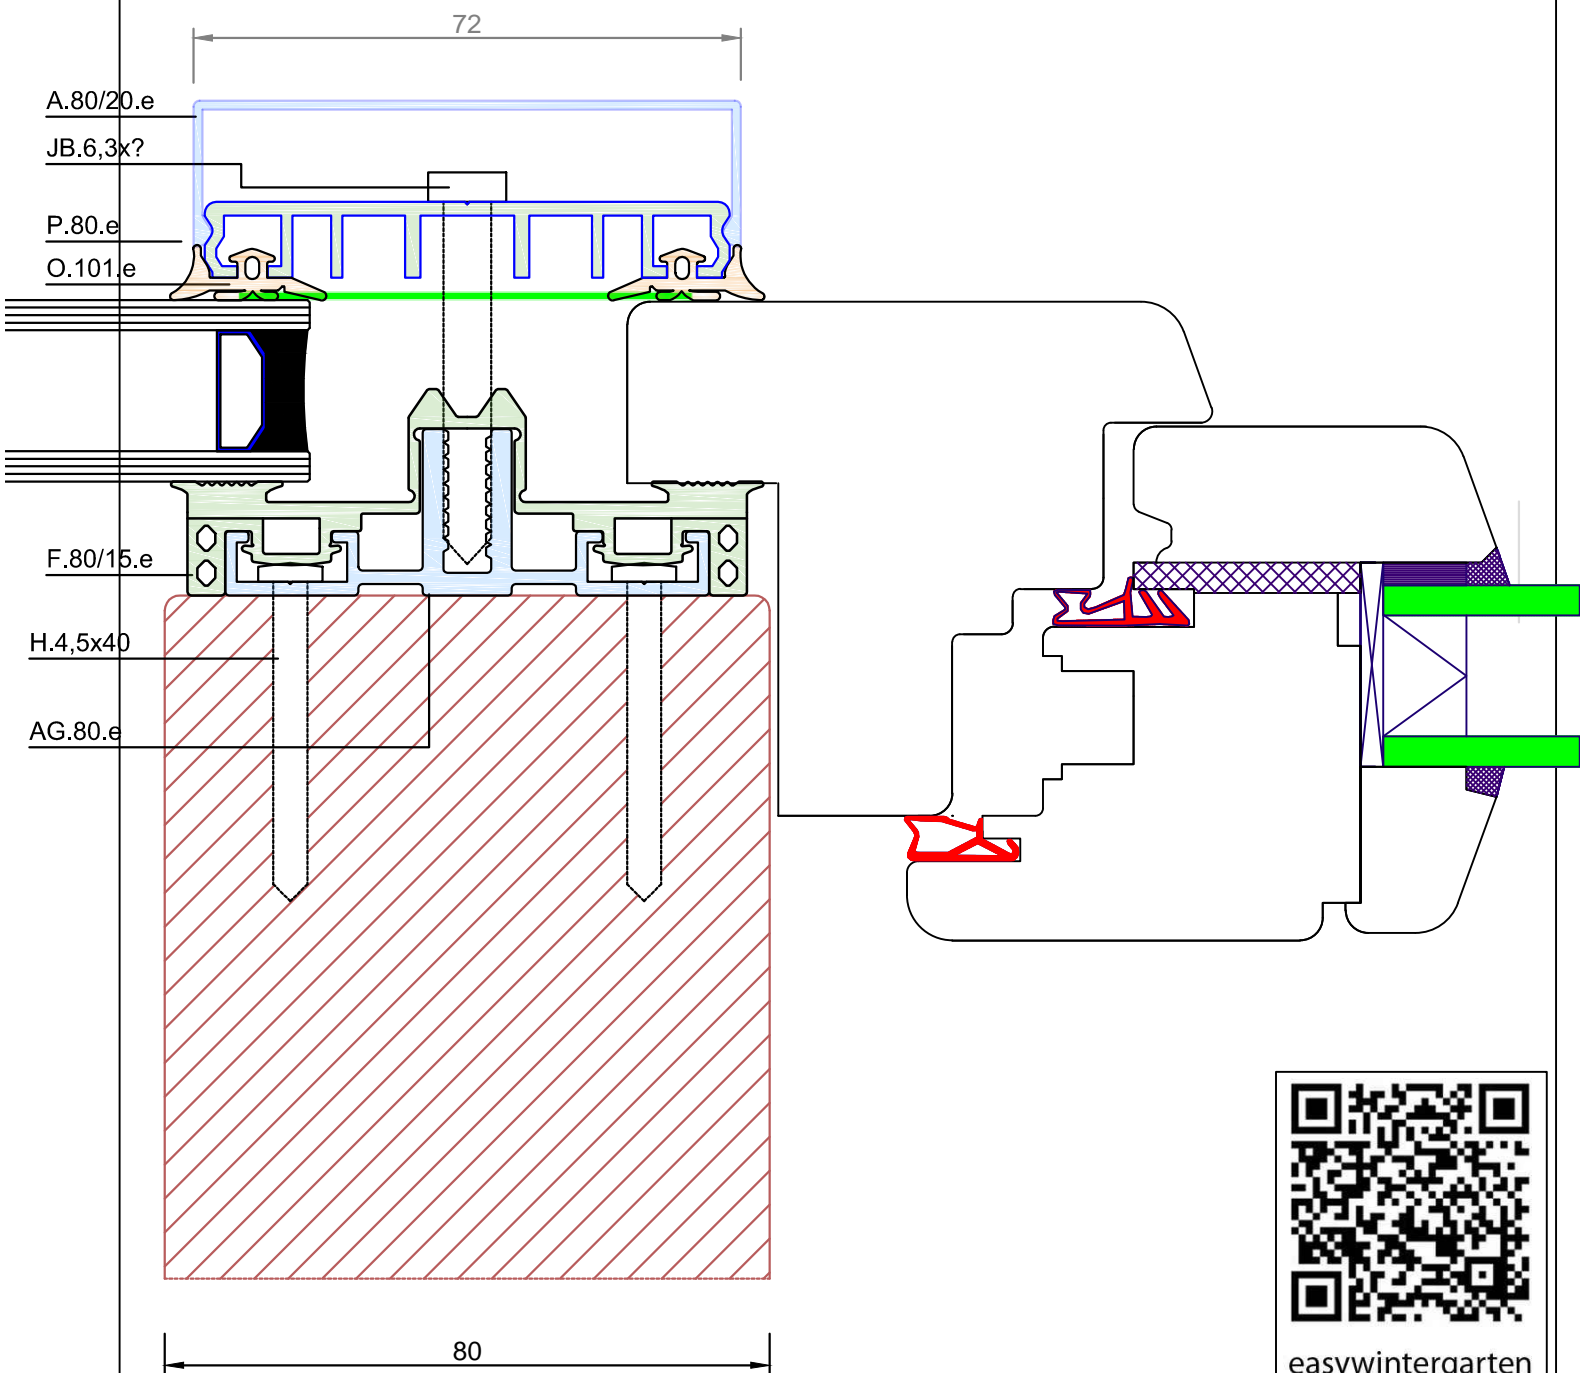 72
A.80/20.e
JB.6,3x?
P.80.e
O.101.e
F.80/15.e
H.4,5x40
AG.80.e
80
easywintergarten